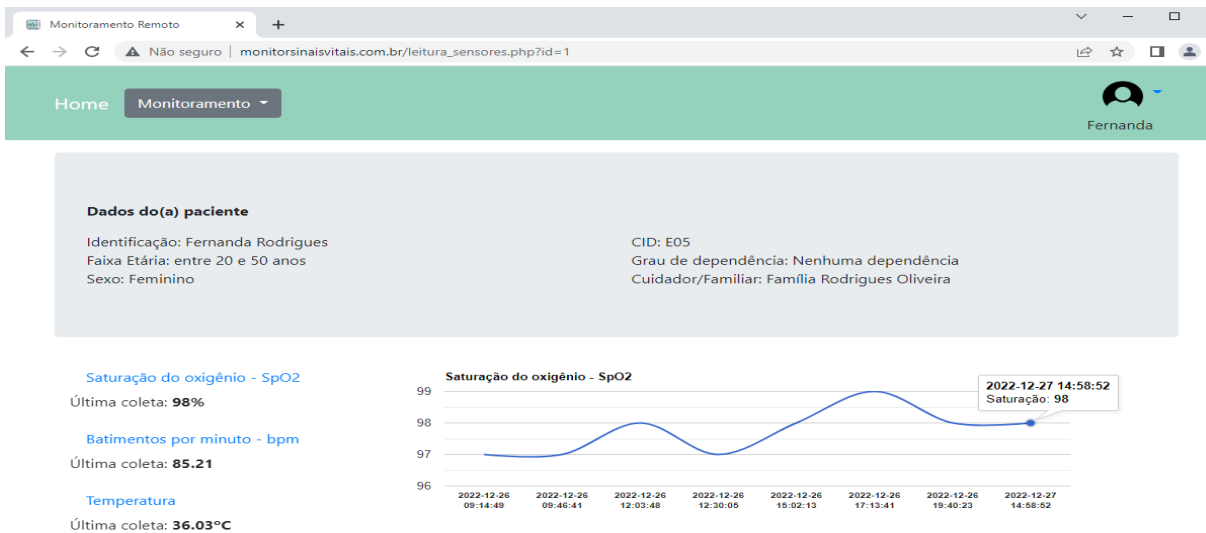 Monitoramento Remoto
Não seguro | monitorsinaisvitais.com.br/leitura_sensores.php?id=1
Home Monitoramento
Fernanda
Dados do(a) paciente
Identificação: Fernanda Rodrigues
Faixa Etária: entre 20 e 50 anos
Sexo: Feminino
CID: E05
Grau de dependência: Nenhuma dependência
Cuidador/Familiar: Família Rodrigues Oliveira
Saturação do oxigênio - SpO2
Última coleta: 98%
Batimentos por minuto - bpm
Última coleta: 85.21
Temperatura
Última coleta: 36.03ºC
Saturação do oxigênio - SpO2
2022-12-27 14:58:52
Saturação: 98
99
98
97
96
2022-12-26 2022-12-26 2022-12-26 2022-12-26 2022-12-26 2022-12-26 2022-12-26 2022-12-27
09:14:49 09:46:41 12:03:48 12:30:05 15:02:13 17:13:41 19:40:23 14:58:52